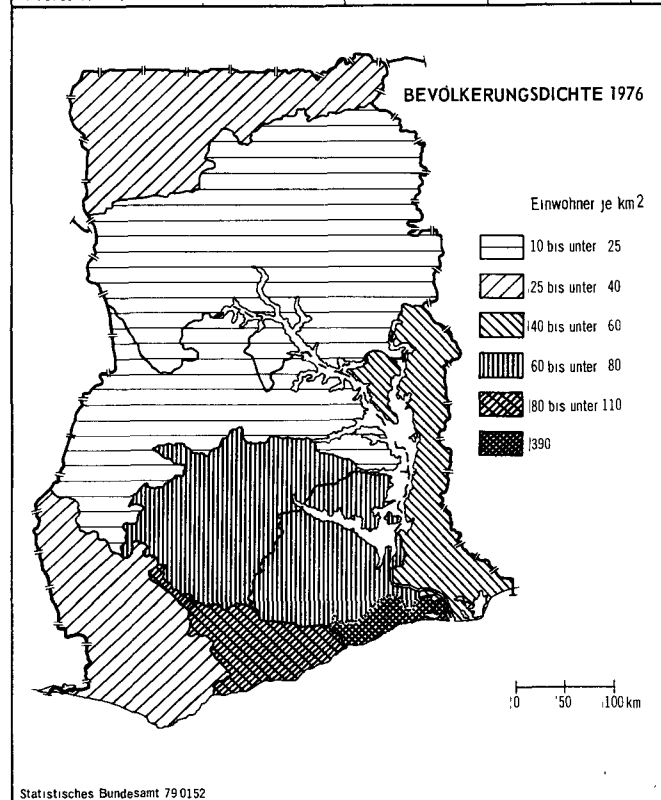 BEVÖLKERUNGSDICHTE 1976
Einwohner je km2
10 bis unter 25
25 bis unter 40
40 bis unter 60
60 bis unter 80
80 bis unter 110
390
0 50 100 km
Statistisches Bundesamt 79 0152